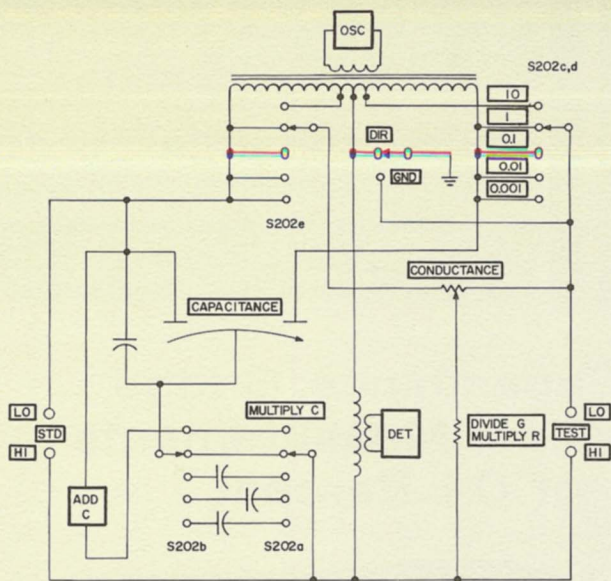 OSC
S202c,d
10
1
DIR
0.1
0.01
GND
0.001
S202e
CONDUCTANCE
CAPACITANCE
LO
STD
HI
MULTIPLY C
DET
DIVIDE G
MULTIPLY R
LO
TEST
HI
ADD
C
S202b
S202a